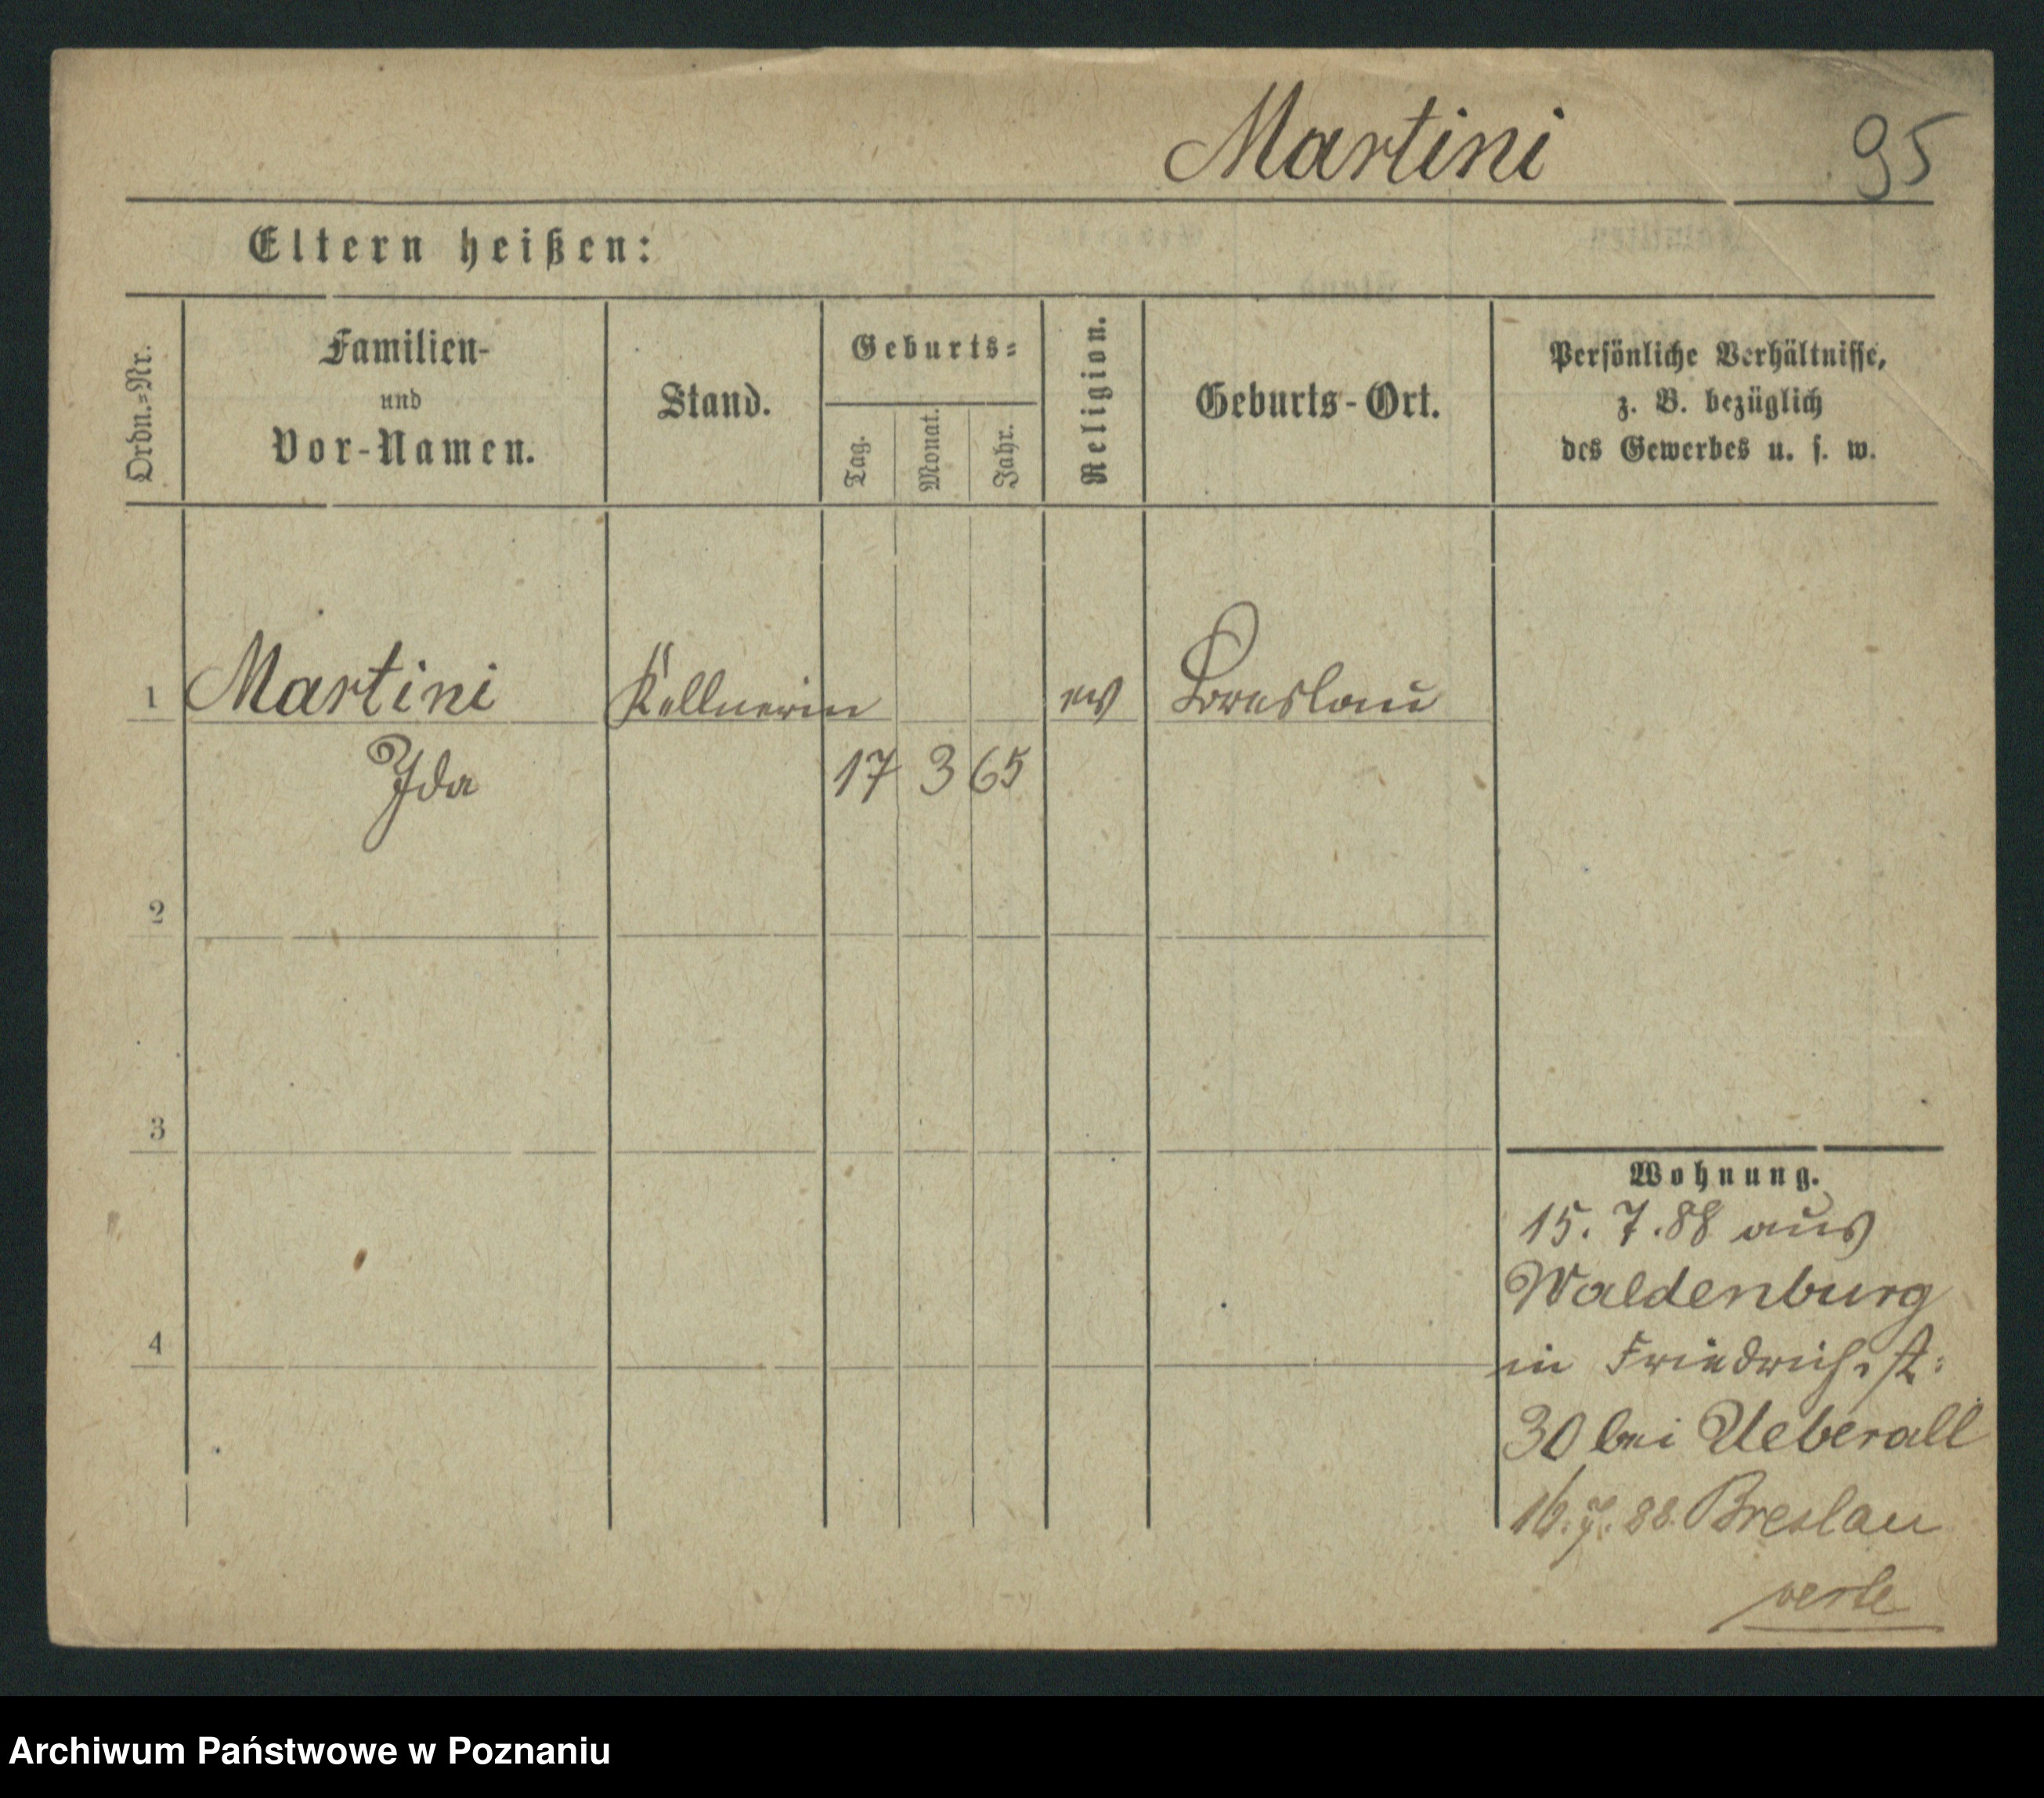 Martini 95
Eltern heißen:
Ordn.=Nr.
Familien-
und
Vor-Namen.
Stand.
Geburts=
Tag.
Monat.
Jahr.
Religion.
Geburts-Ort.
Persönliche Verhältnisse,
z. B. bezüglich
des Gewerbes u. s. w.
1 Martini Kellnerin ev Breslau
Ida 17 3 65
2
3
4
Wohnung.
15. 7. 88 aus
Waldenburg
in Friedrichst:
30 bei Ueberall
16. 7. 88. Breslau
Archiwum Państwowe w Poznaniu